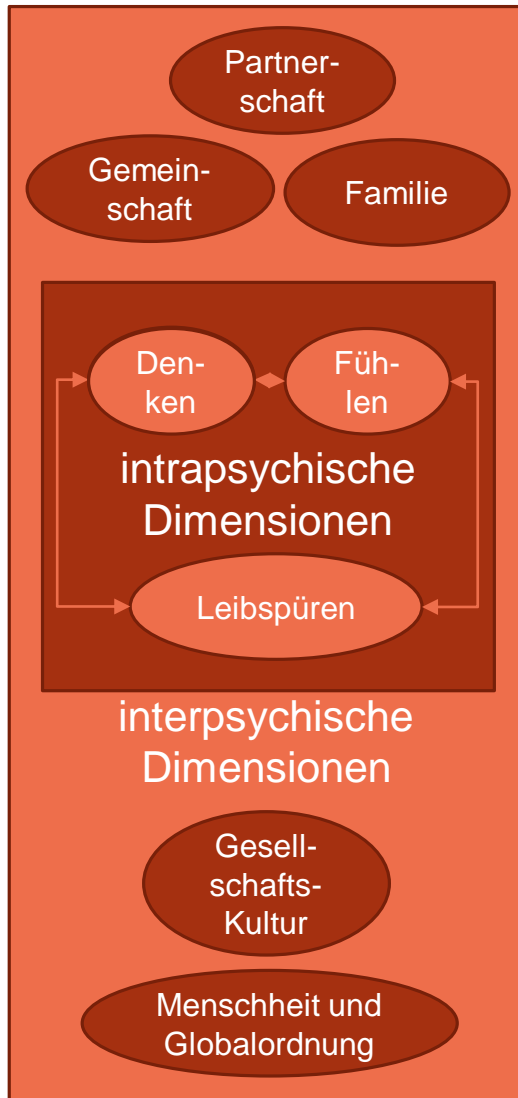 Partner-
schaft
Gemein-
schaft
Familie
Den-
ken
Füh-
len
intrapsychische
Dimensionen
Leibspüren
interpsychische
Dimensionen
Gesell-
schafts-
Kultur
Menschheit und
Globalordnung